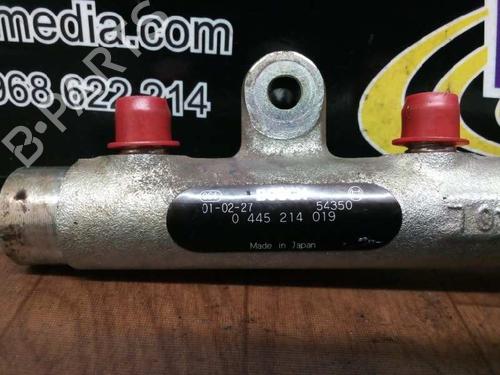 media.com
968 622 214
B-PARTS
BOSCH
01-02-27 54350
0 445 214 019
Made in Japan